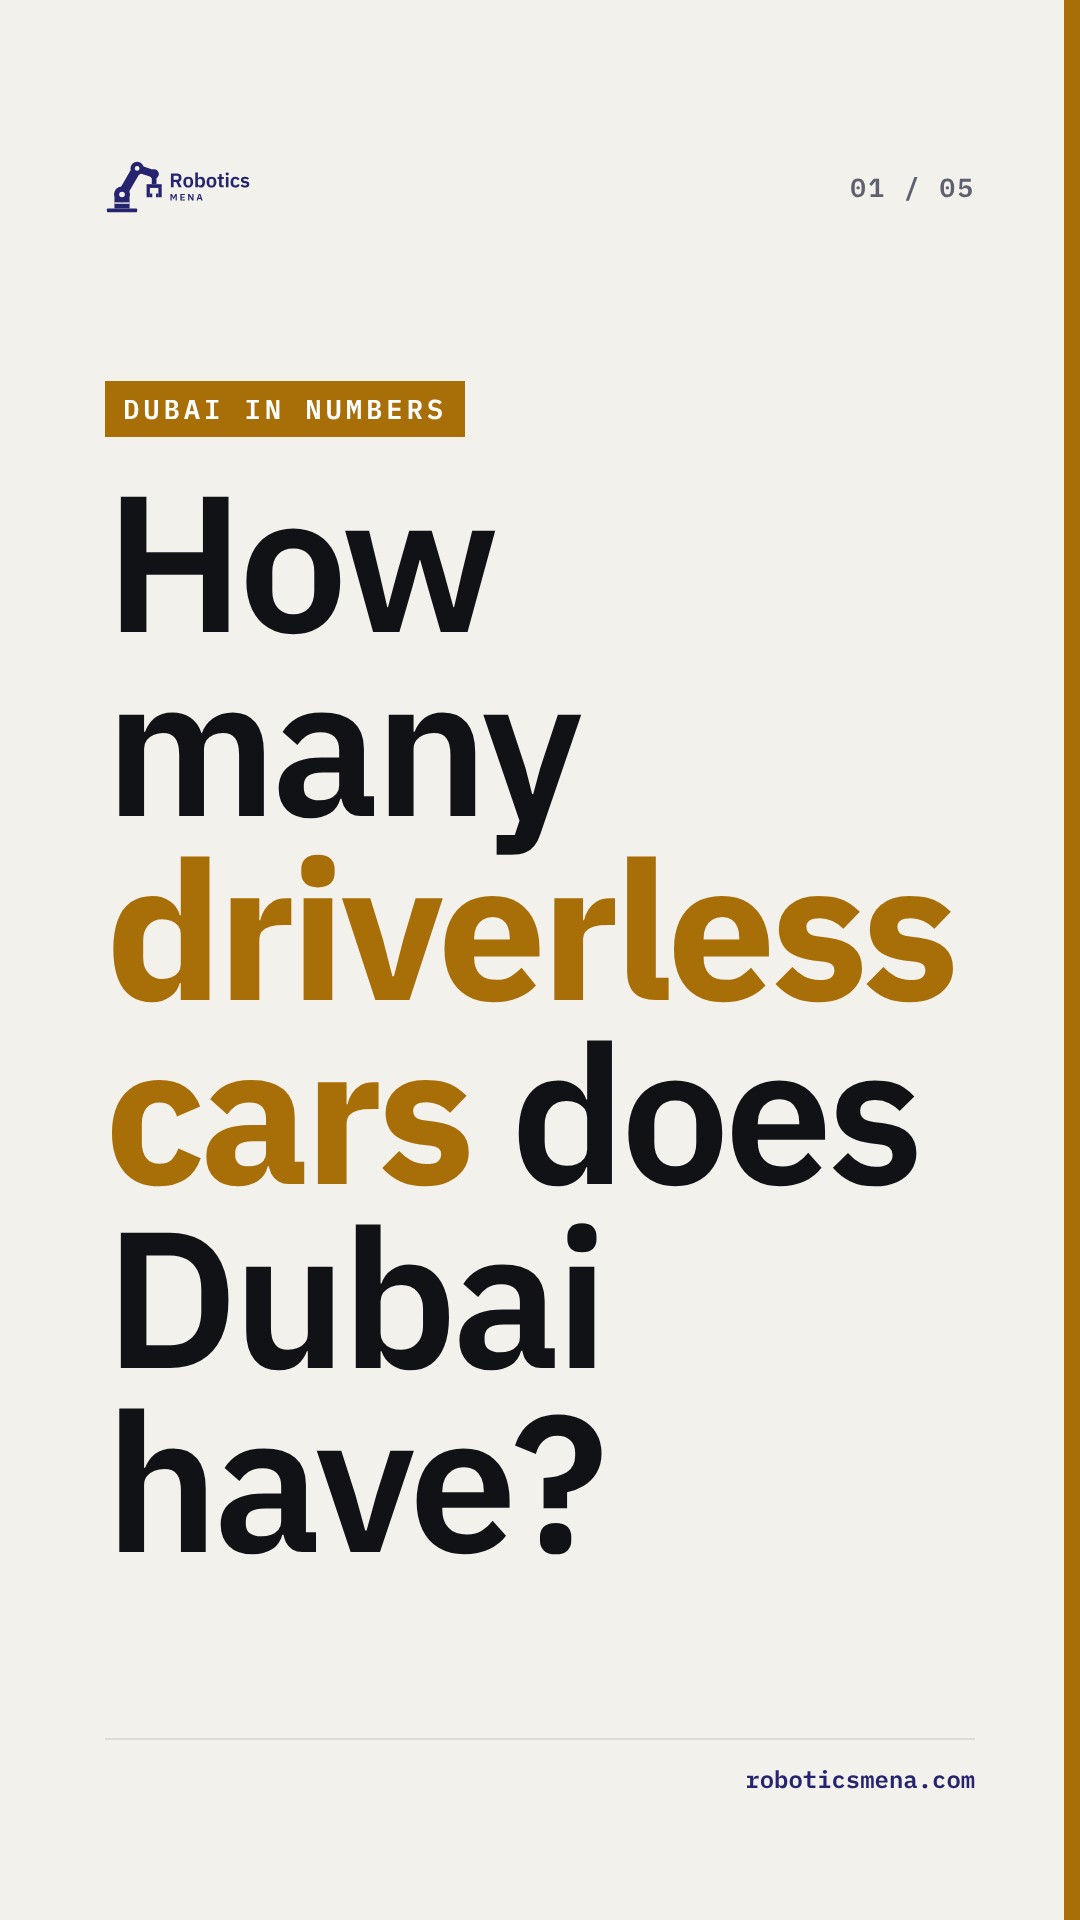 Robotics
MENA
01 / 05
DUBAI IN NUMBERS
How
many
driverless
cars does
Dubai
have?
roboticsmena.com